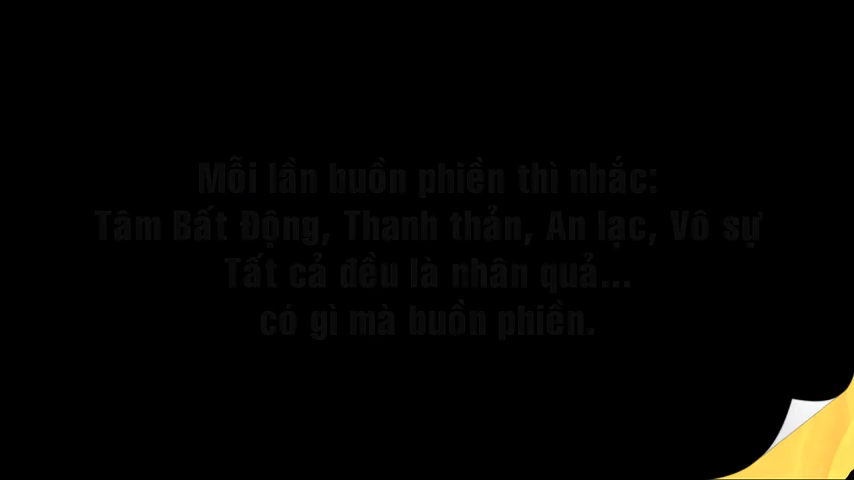 Mỗi lần buồn phiền thì nhắc:
Tâm Bất Động, Thanh thản, An lạc, Vô sự
Tất cả đều là nhân quả...
có gì mà buồn phiền.